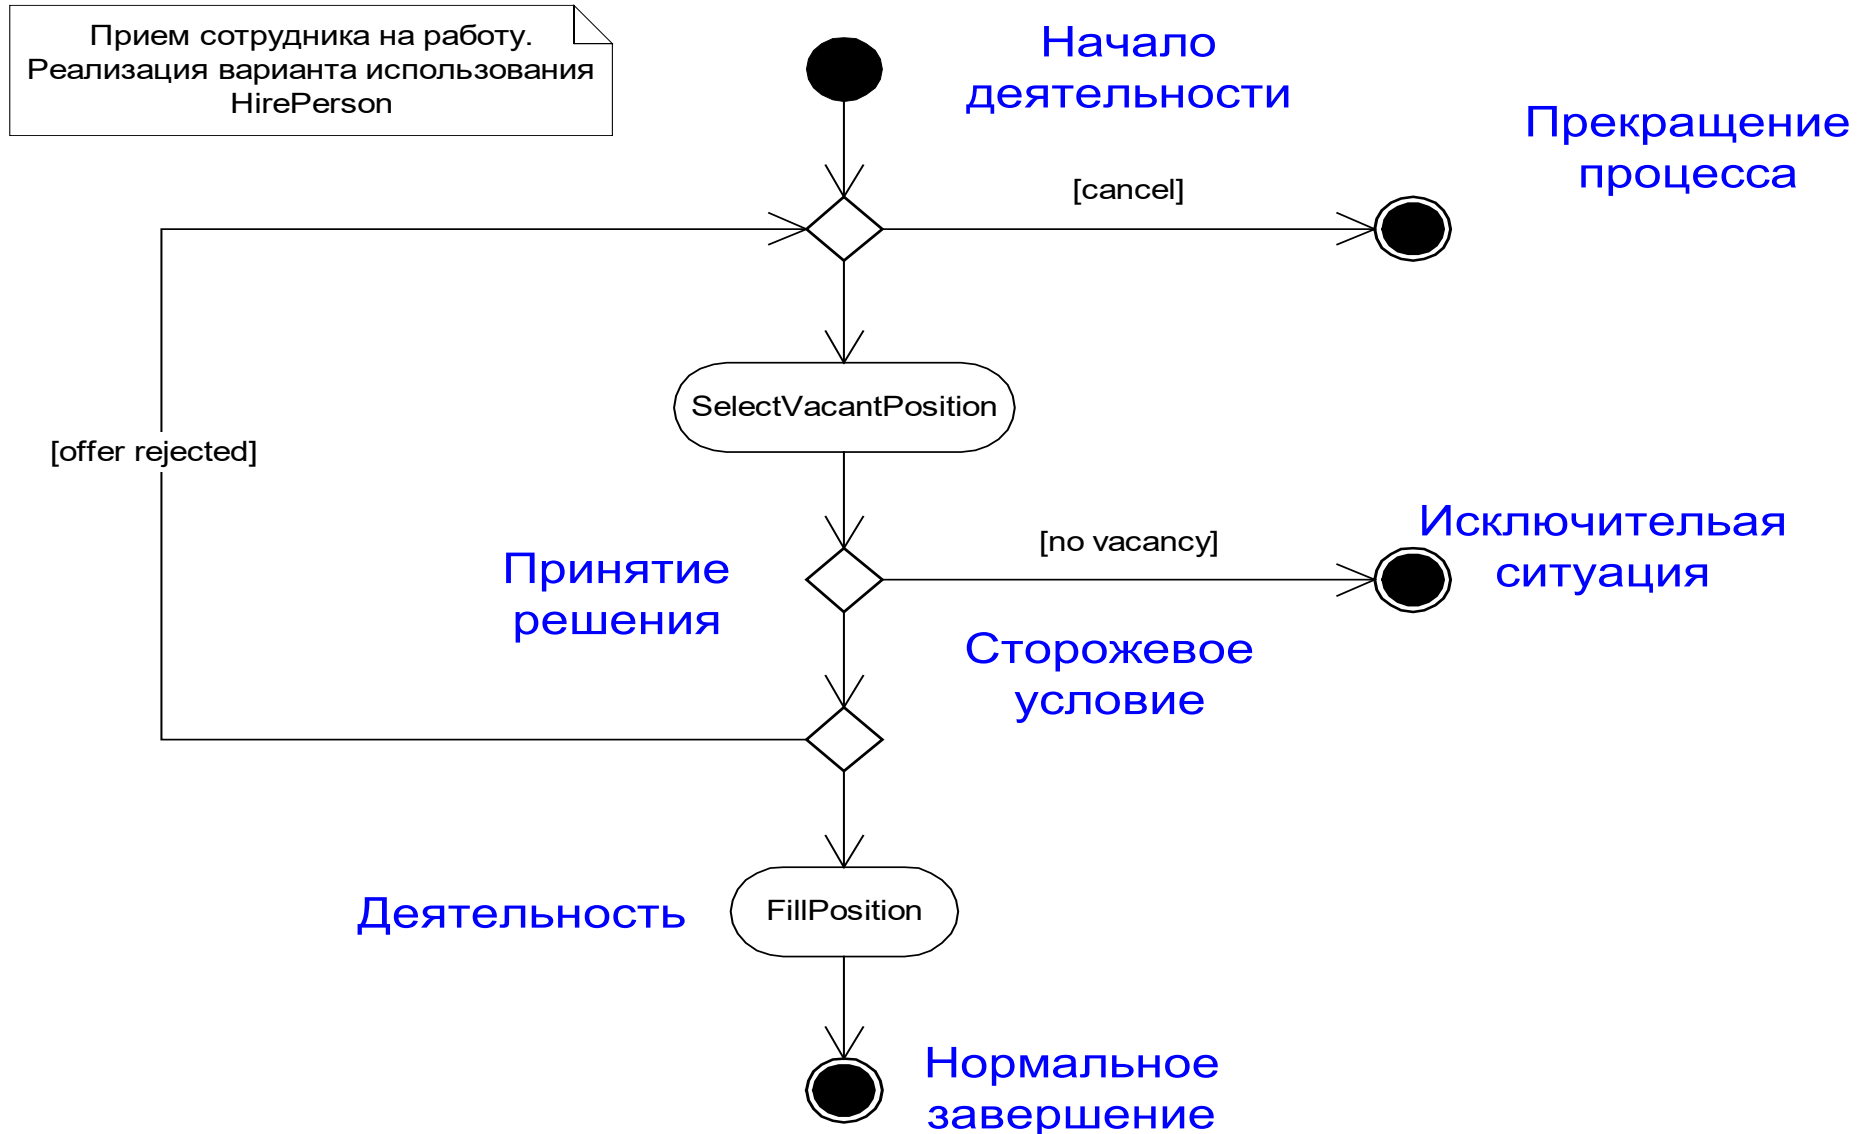 Прием сотрудника на работу.
Реализация варианта использования
HirePerson
Начало
деятельности
Прекращение
процесса
[cancel]
SelectVacantPosition
[offer rejected]
Исключительая
ситуация
[no vacancy]
Принятие
решения
Сторожевое
условие
Деятельность
FillPosition
Нормальное
завершение